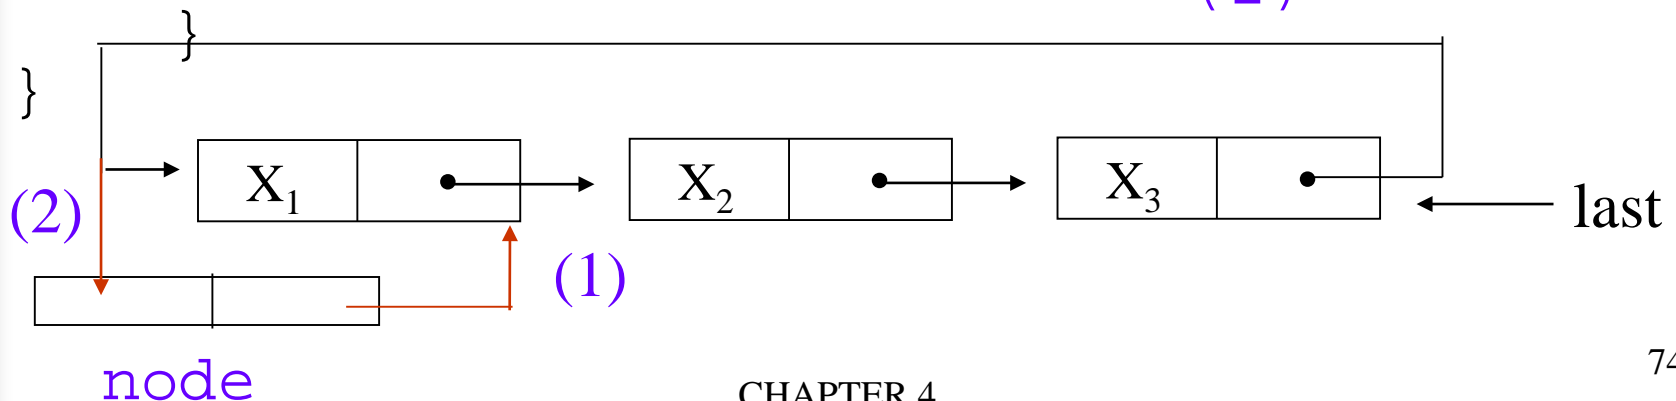 }
}
X₁ X₂ X₃
(2) last
(1)
node
CHAPTER 4